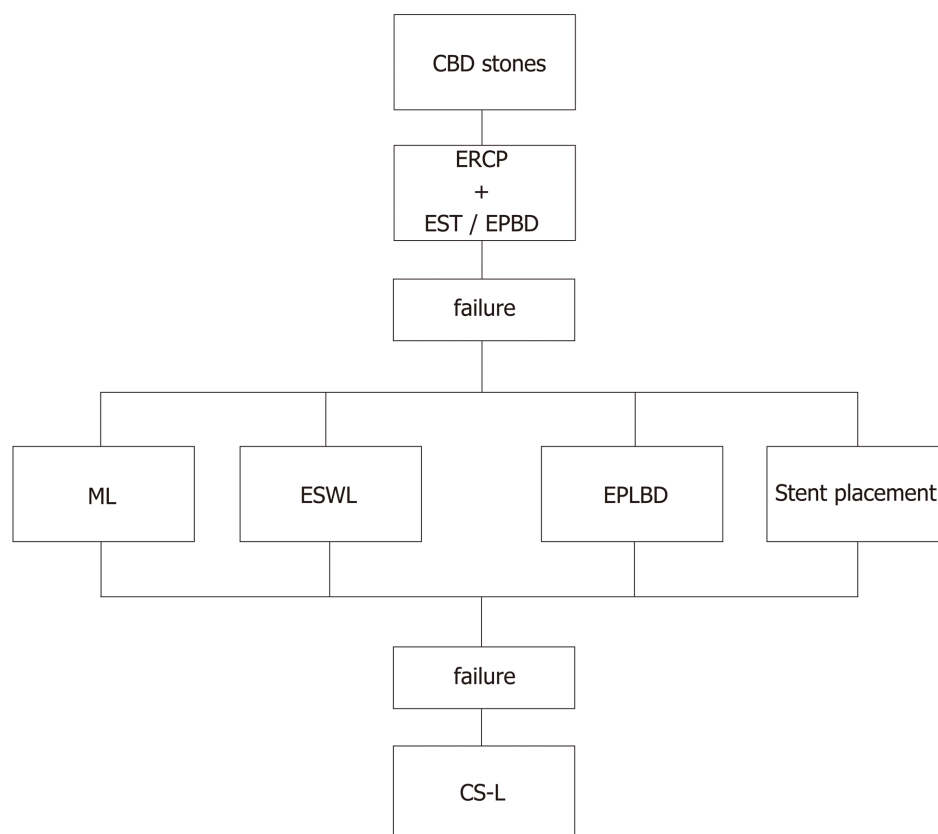 CBD stones
ERCP
+
EST / EPBD
failure
ML
ESWL
EPLBD
Stent placement
failure
CS-L